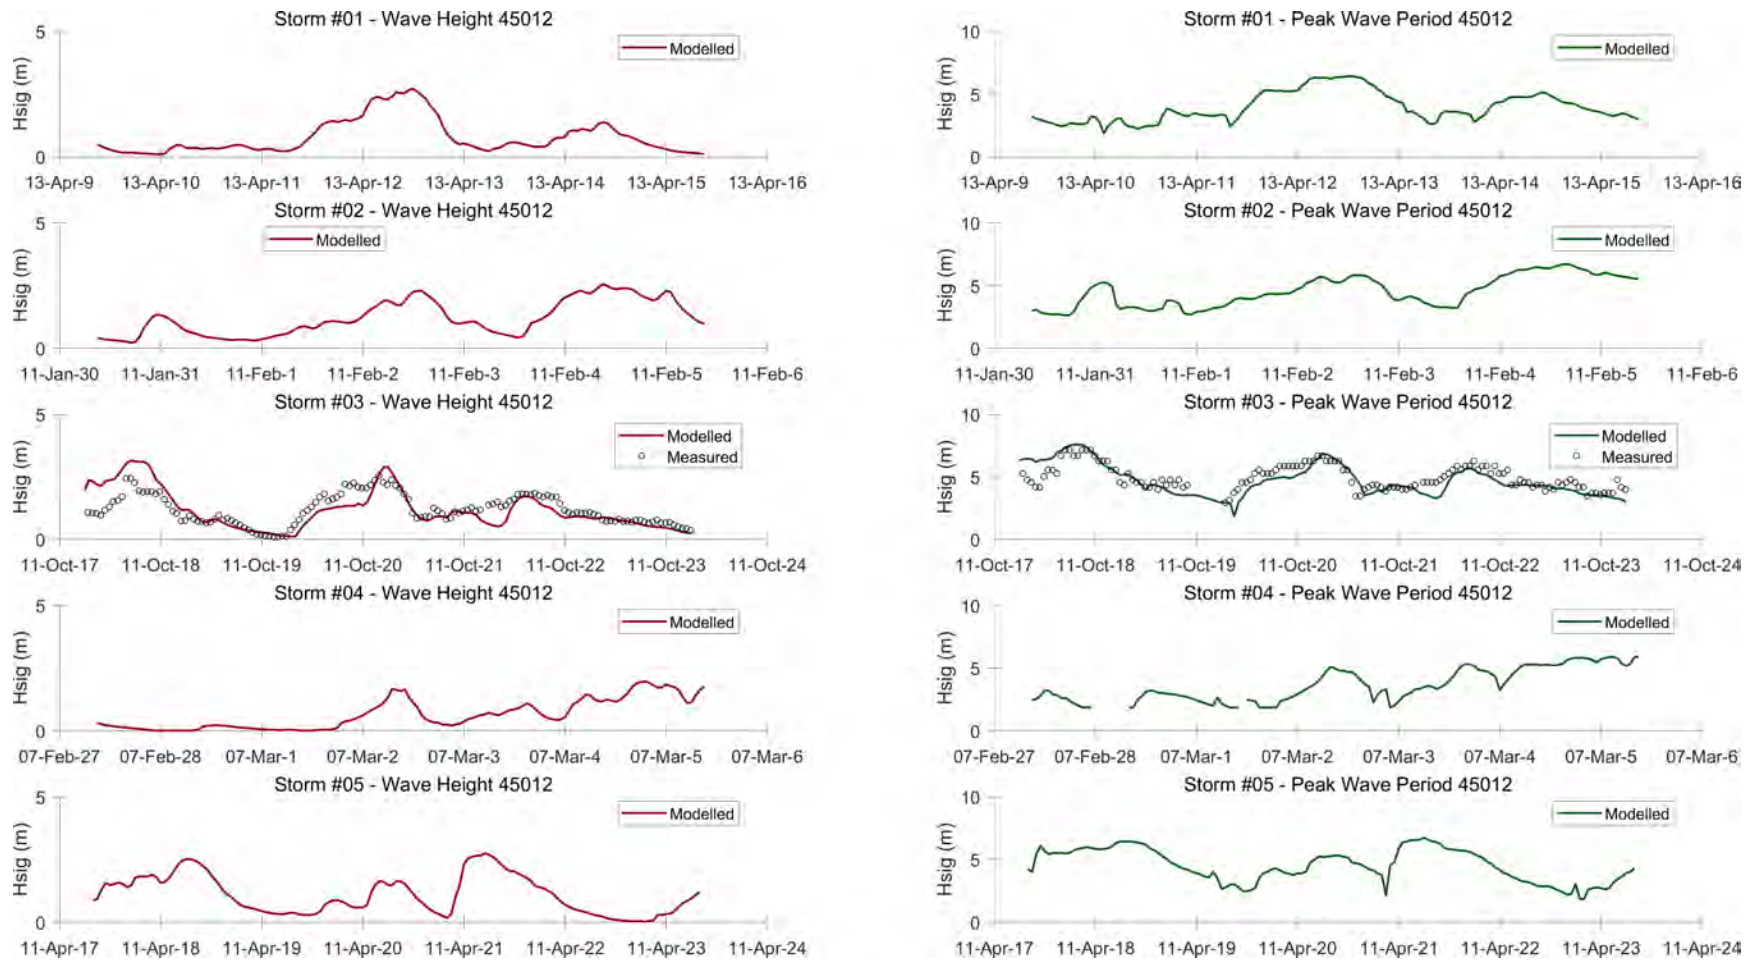 Storm #01 - Wave Height 45012
5
Modelled
Hsig (m)
0
13-Apr-9 13-Apr-10 13-Apr-11 13-Apr-12 13-Apr-13 13-Apr-14 13-Apr-15 13-Apr-16
Storm #01 - Peak Wave Period 45012
10
Modelled
Hsig (m)
5
0
13-Apr-9 13-Apr-10 13-Apr-11 13-Apr-12 13-Apr-13 13-Apr-14 13-Apr-15 13-Apr-16
Storm #02 - Wave Height 45012
5
Modelled
Hsig (m)
0
11-Jan-30 11-Jan-31 11-Feb-1 11-Feb-2 11-Feb-3 11-Feb-4 11-Feb-5 11-Feb-6
Storm #02 - Peak Wave Period 45012
10
Modelled
Hsig (m)
5
0
11-Jan-30 11-Jan-31 11-Feb-1 11-Feb-2 11-Feb-3 11-Feb-4 11-Feb-5 11-Feb-6
Storm #03 - Wave Height 45012
5
Modelled
Measured
Hsig (m)
0
11-Oct-17 11-Oct-18 11-Oct-19 11-Oct-20 11-Oct-21 11-Oct-22 11-Oct-23 11-Oct-24
Storm #03 - Peak Wave Period 45012
10
Modelled
Measured
Hsig (m)
5
0
11-Oct-17 11-Oct-18 11-Oct-19 11-Oct-20 11-Oct-21 11-Oct-22 11-Oct-23 11-Oct-24
Storm #04 - Wave Height 45012
5
Modelled
Hsig (m)
0
07-Feb-27 07-Feb-28 07-Mar-1 07-Mar-2 07-Mar-3 07-Mar-4 07-Mar-5 07-Mar-6
Storm #04 - Peak Wave Period 45012
10
Modelled
Hsig (m)
5
0
07-Feb-27 07-Feb-28 07-Mar-1 07-Mar-2 07-Mar-3 07-Mar-4 07-Mar-5 07-Mar-6
Storm #05 - Wave Height 45012
5
Modelled
Hsig (m)
0
11-Apr-17 11-Apr-18 11-Apr-19 11-Apr-20 11-Apr-21 11-Apr-22 11-Apr-23 11-Apr-24
Storm #05 - Peak Wave Period 45012
10
Modelled
Hsig (m)
5
0
11-Apr-17 11-Apr-18 11-Apr-19 11-Apr-20 11-Apr-21 11-Apr-22 11-Apr-23 11-Apr-24